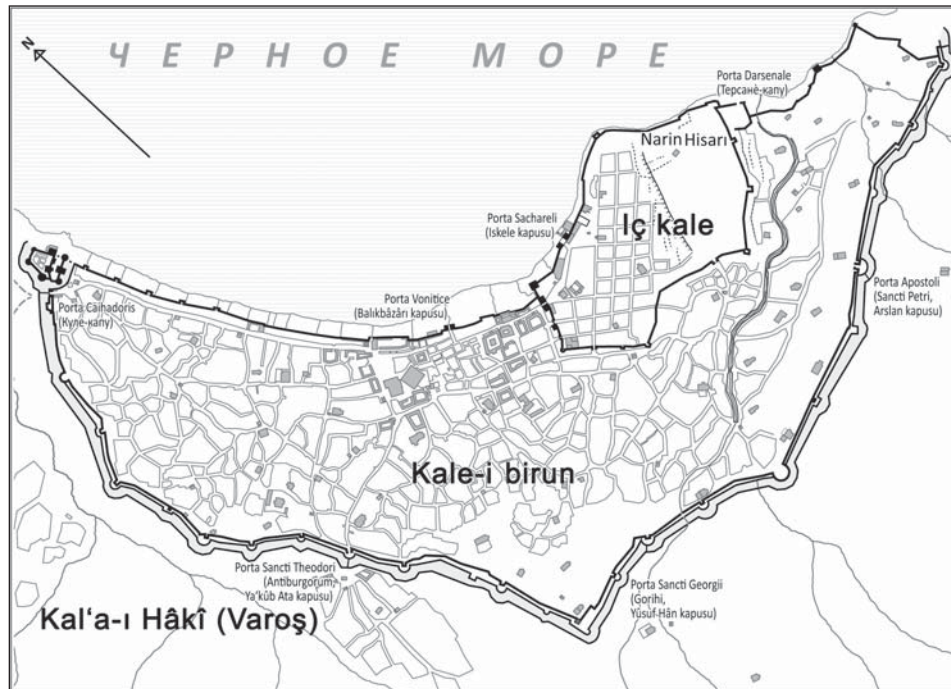 N
ЧЕРНОЕ МОРЕ
Porta Darsenale
(Терсанè-капу)
Narin Hisarı
Porta Sachareli
(Iskele kapusu)
Iç kale
Porta Vonitice
(Balıkbâzârı kapusu)
Porta Caihadoris
(Куле-капу)
Porta Apostoli
(Sancti Petri,
Arslan kapusu)
Kale-i birun
Porta Sancti Theodori
(Antiburgorum,
Ya'kûb Ata kapusu)
Porta Sancti Georgii
(Gorihi,
Yûsuf-Hân kapusu)
Kal‘a-ı Hâkî (Varoş)